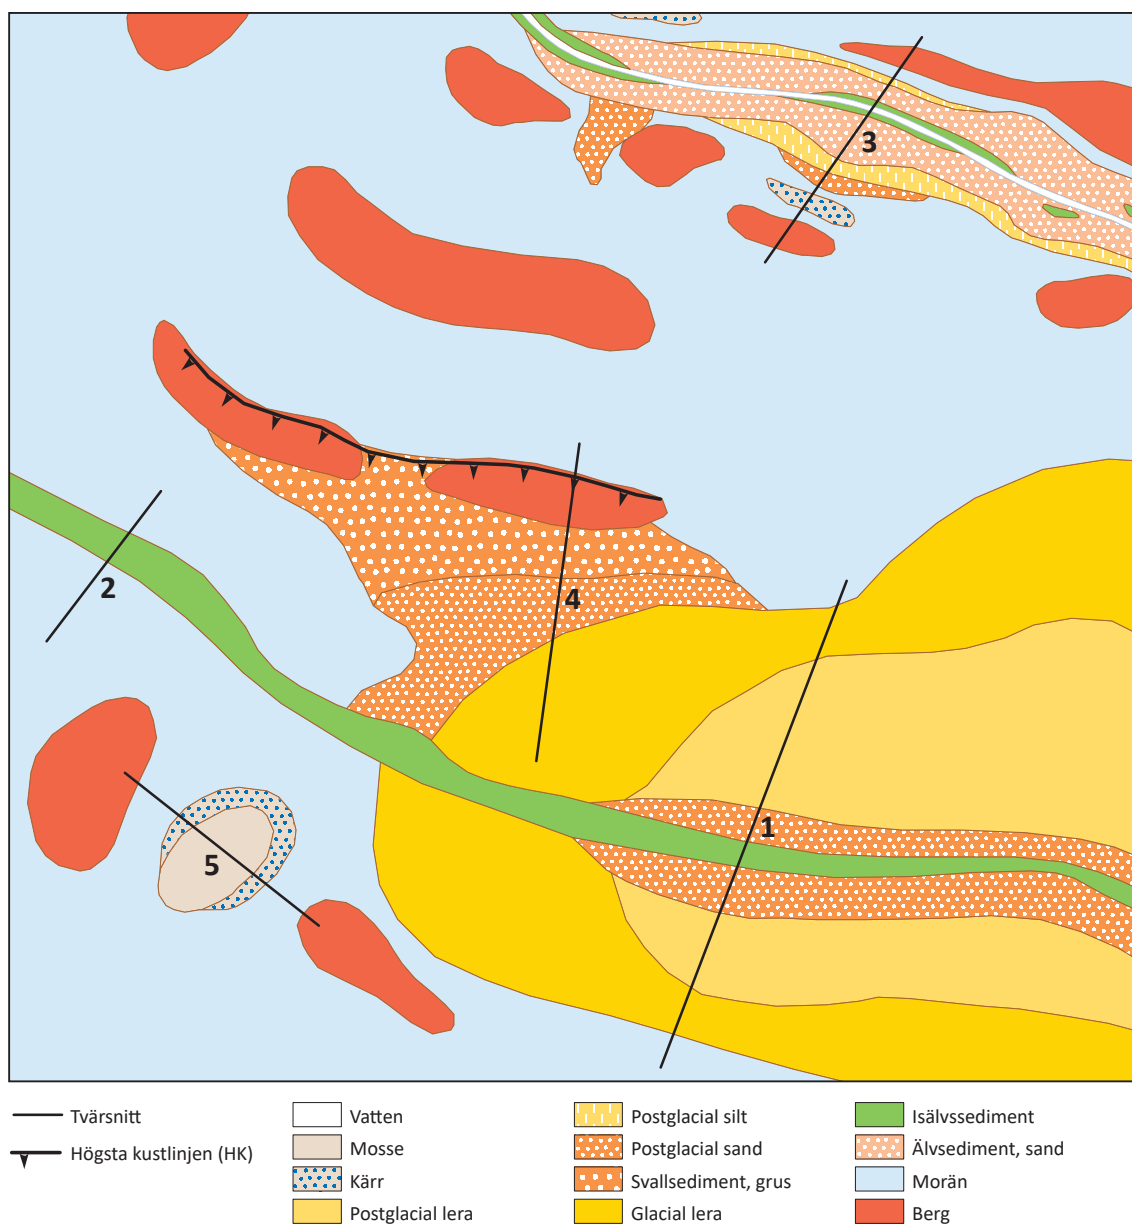 3
2
4
1
5
Tvärsnitt
Högsta kustlinjen (HK)
Vatten
Mosse
Kärr
Postglacial lera
Postglacial silt
Postglacial sand
Svallsediment, grus
Glacial lera
Isälvssediment
Älvsediment, sand
Morän
Berg